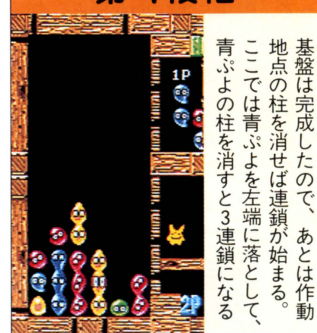 基盤は完成したので、あとは作動
地点の柱を消せば連鎖が始まる。
ここでは青ぷよを左端に落として、
青ぷよの柱を消すと3連鎖になる
1P
2P